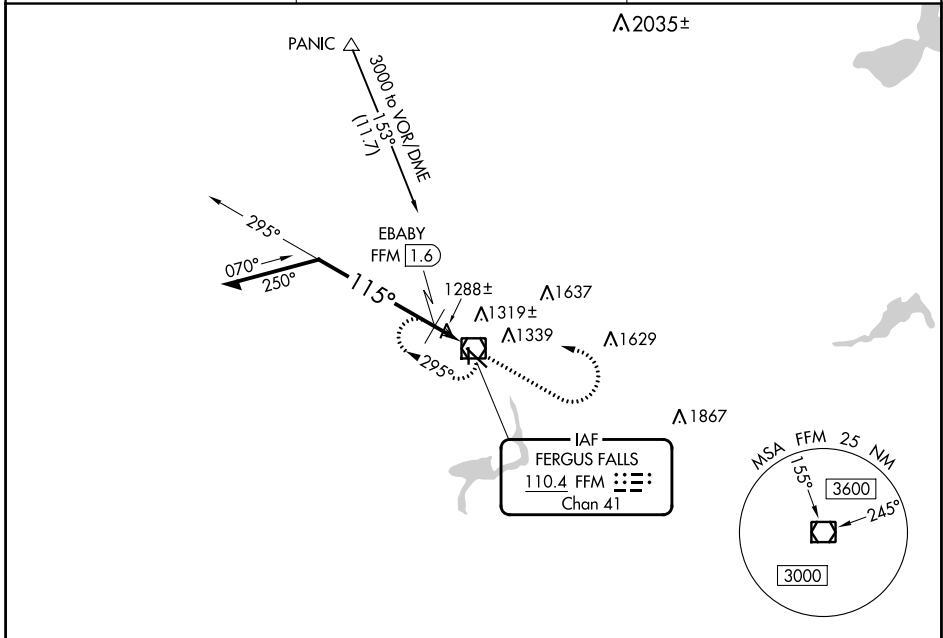 2035±
PANIC
3000 to VOR/DME
153°
(11.7)
295°
EBABY
FFM 1.6
070°
250°
115°
1288±
1637
1319±
1339
1629
295°
1867
IAF
FERGUS FALLS
110.4 FFM
Chan 41
MSA FFM 25 NM
155°
3600
245°
3000